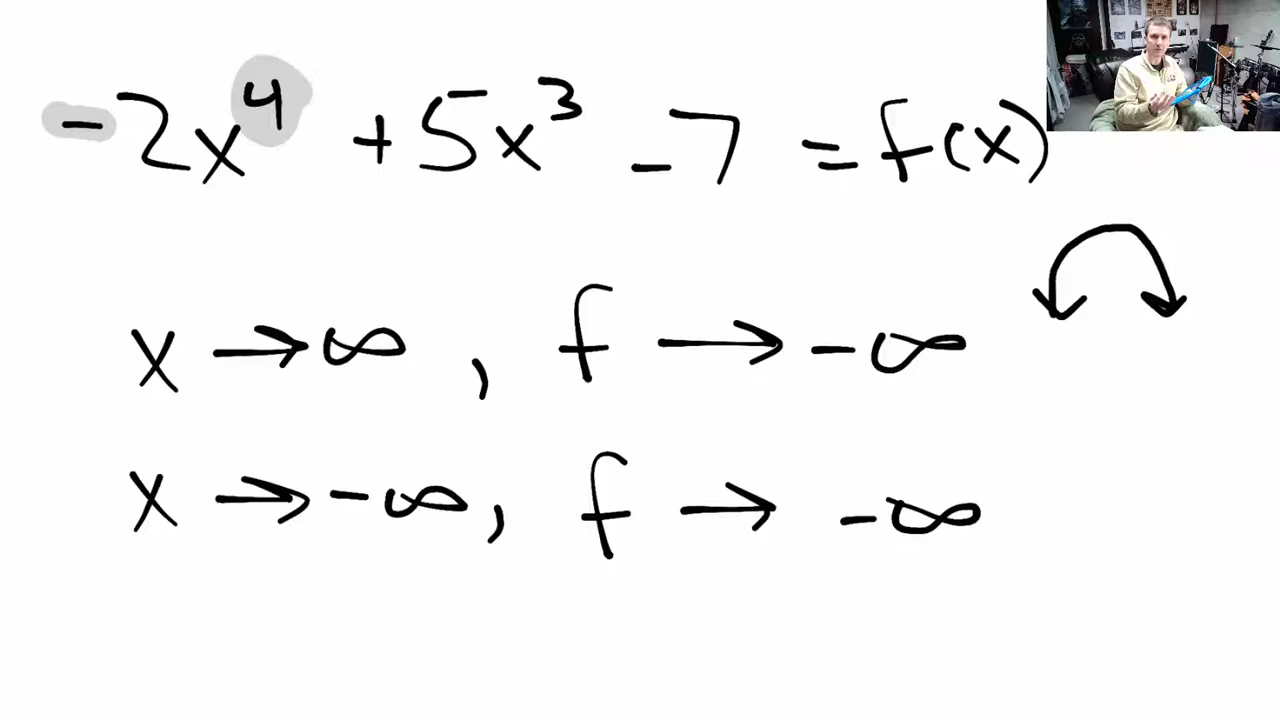 -2x⁴ + 5x³ - 7 = f(x)
x → ∞ , f → -∞
x → -∞ , f → -∞